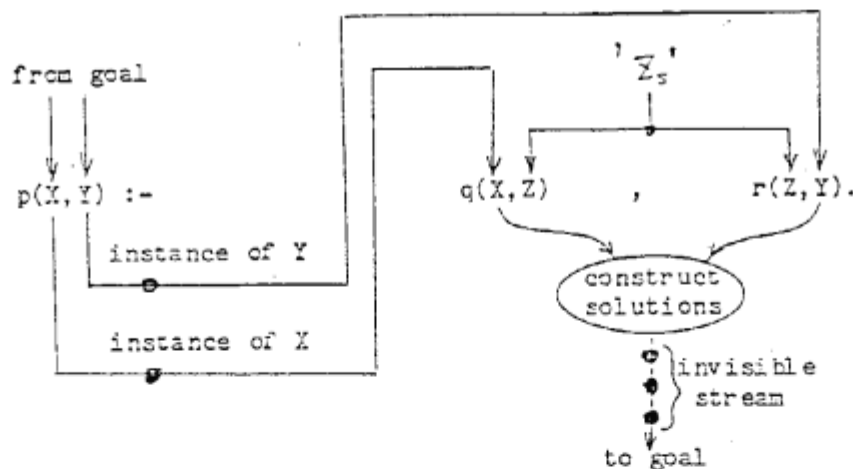 from goal
'Zs'
p(X,Y) :-
q(X,Z) , r(Z,Y).
instance of Y
construct
solutions
instance of X
invisible
stream
to goal